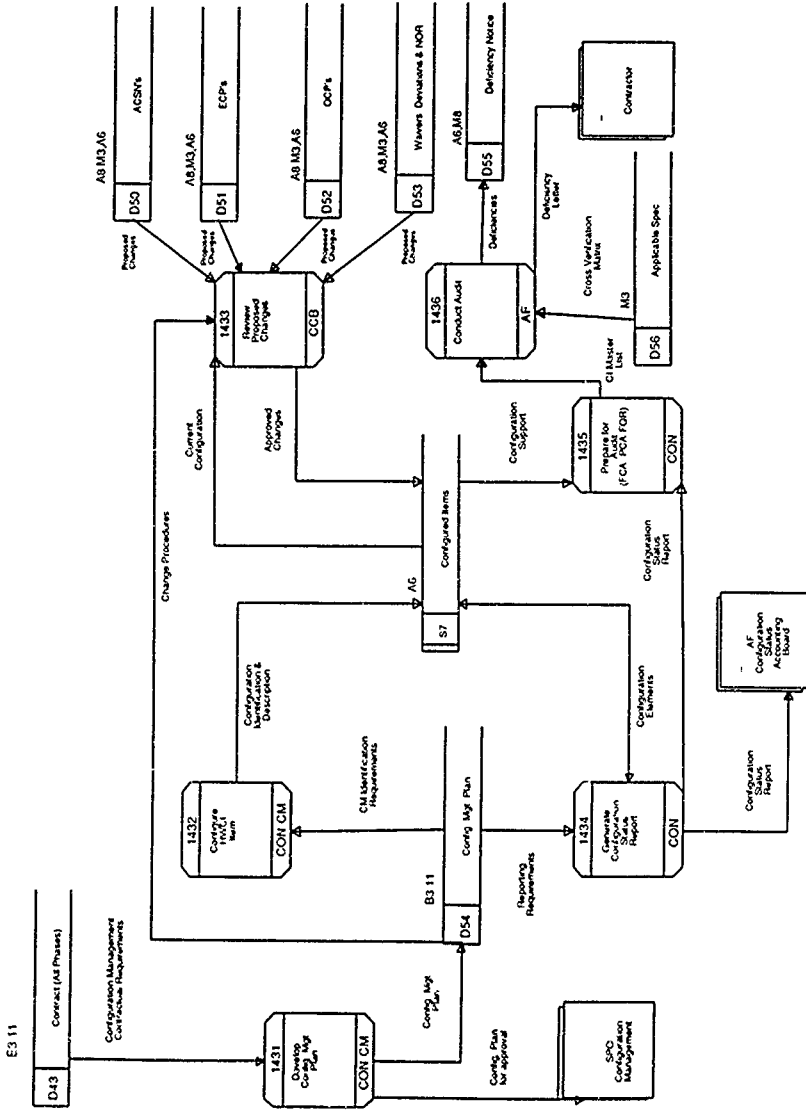 E3 11
D43
Contract (All Phases)
Configuration Management
Contractual Requirements
1431
Develop
Config. Mgt
Plan
CON CM
Config. Mgt
Plan
Config. Plan
for approval
SPO
Configuration
Management
Change Procedures
B3 11
D54
Config. Mgt Plan
CM Identification
Requirements
Reporting
Requirements
1432
Configure
Item
CON CM
Configuration
Identification &
Description
1434
Generate
Configuration
Status
Report
CON
Configuration
Elements
Configuration
Status
Report
AF
Configuration
Status
Accounting
Board
Configuration
Status
Report
A6
S7
Configured Items
Current
Configuration
Approved
Changes
Configuration
Support
1433
Review
Proposed
Changes
CCB
1435
Prepare for
Audit
(FCA PCA FQR)
CON
CI Master
List
1436
Conduct Audit
AF
Proposed
Changes
Proposed
Changes
Proposed
Changes
Proposed
Changes
A8 M3,A6
D50
ACSN's
A8,M3,A6
D51
ECP's
A8,M3,A6
D52
OCP's
A8,M3,A6
D53
Waivers Deviations & NOR
A6,M8
D55
Deficiency Notice
Deficiencies
Deficiency
Letter
Contractor
Cross Verification
Matrix
M3
D56
Applicable Spec